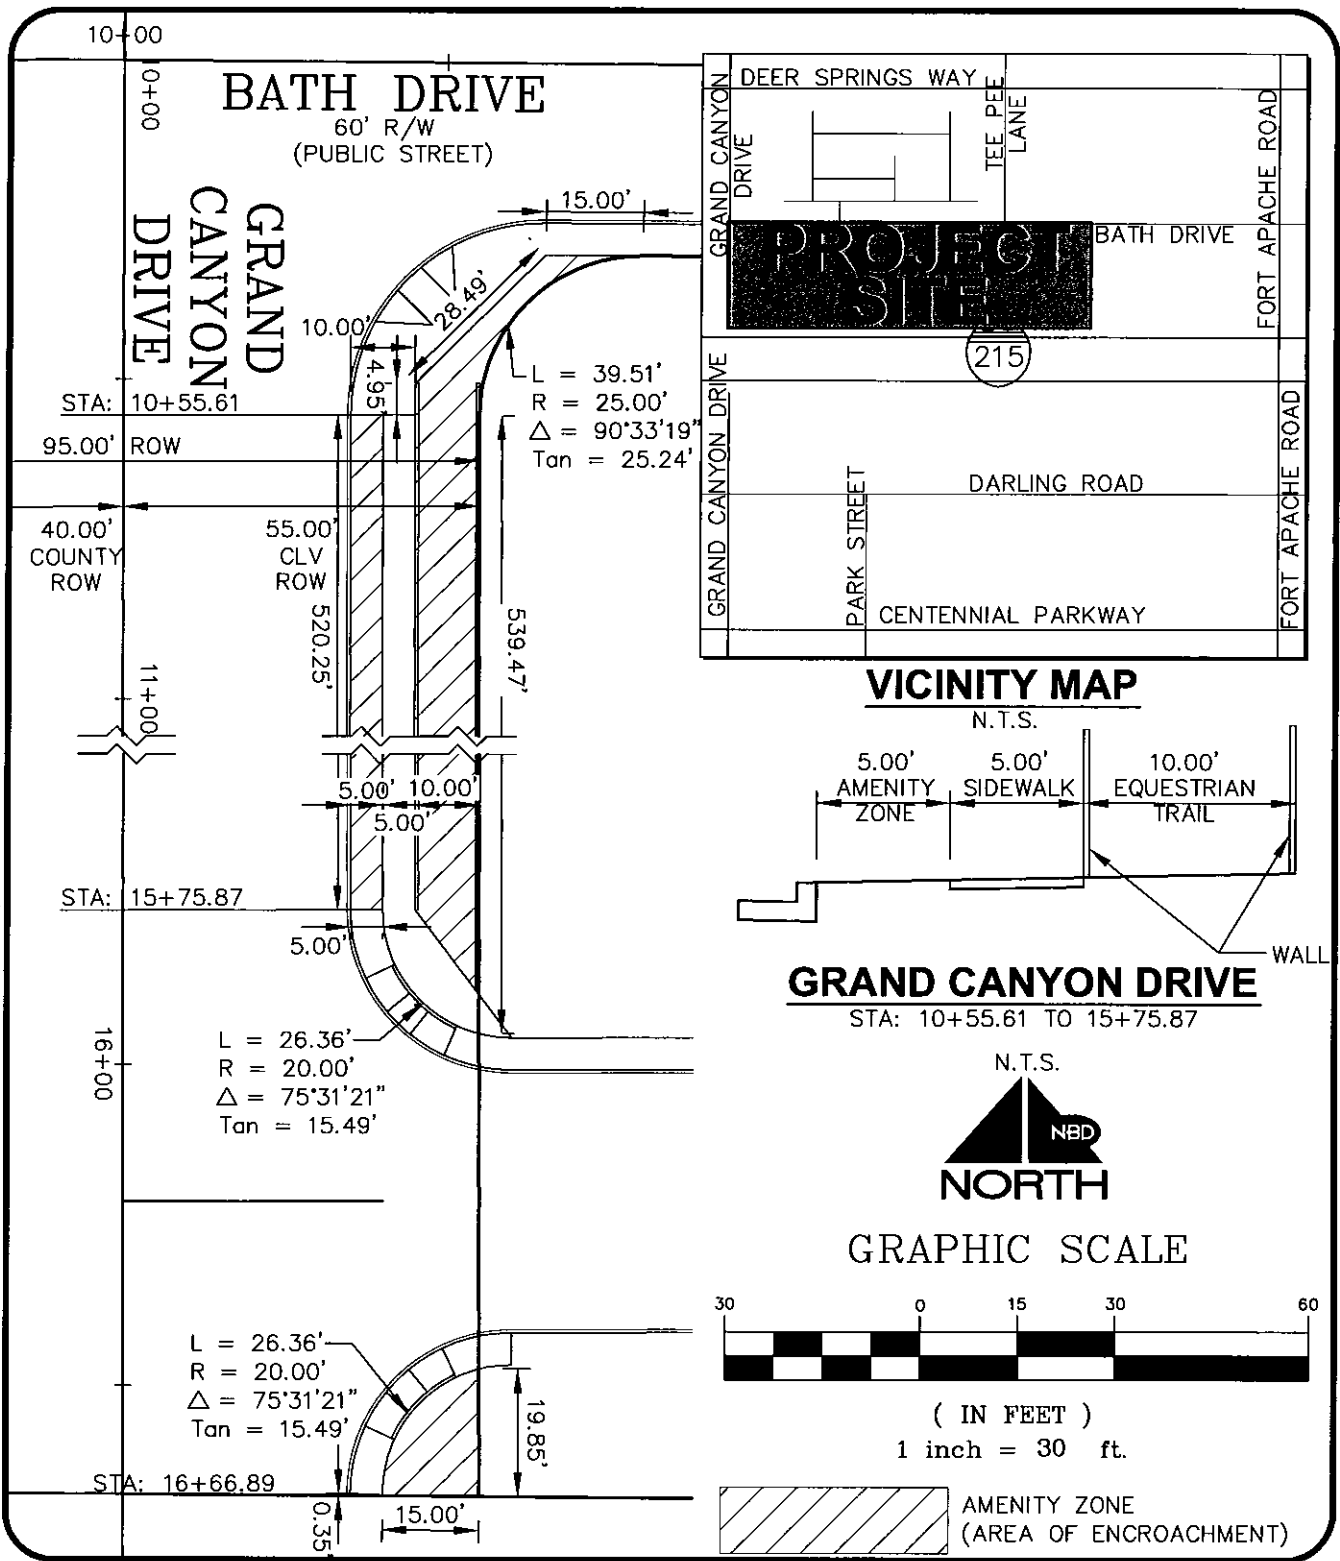 10+00
10+00
BATH DRIVE
60' R/W
(PUBLIC STREET)
GRAND
CANYON
DRIVE
15.00'
28.49'
10.00'
4.95'
L = 39.51'
R = 25.00'
△ = 90°33'19"
Tan = 25.24'
STA: 10+55.61
95.00' ROW
40.00'
COUNTY
ROW
55.00'
CLV
ROW
520.25'
539.47'
11+00
5.00'
10.00'
5.00'
STA: 15+75.87
5.00'
L = 26.36'
R = 20.00'
△ = 75°31'21"
Tan = 15.49'
16+00
L = 26.36'
R = 20.00'
△ = 75°31'21"
Tan = 15.49'
19.85'
STA: 16+66.89
0.35'
15.00'
DEER SPRINGS WAY
GRAND CANYON
DRIVE
TEE PEE
LANE
FORT APACHE ROAD
PROJECT
SITE
BATH DRIVE
215
GRAND CANYON DRIVE
DARLING ROAD
PARK STREET
FORT APACHE ROAD
CENTENNIAL PARKWAY
VICINITY MAP
N.T.S.
5.00'
AMENITY
ZONE
5.00'
SIDEWALK
10.00'
EQUESTRIAN
TRAIL
WALL
GRAND CANYON DRIVE
STA: 10+55.61 TO 15+75.87
N.T.S.
NBD
NORTH
GRAPHIC SCALE
30 0 15 30 60
( IN FEET )
1 inch = 30 ft.
AMENITY ZONE
(AREA OF ENCROACHMENT)